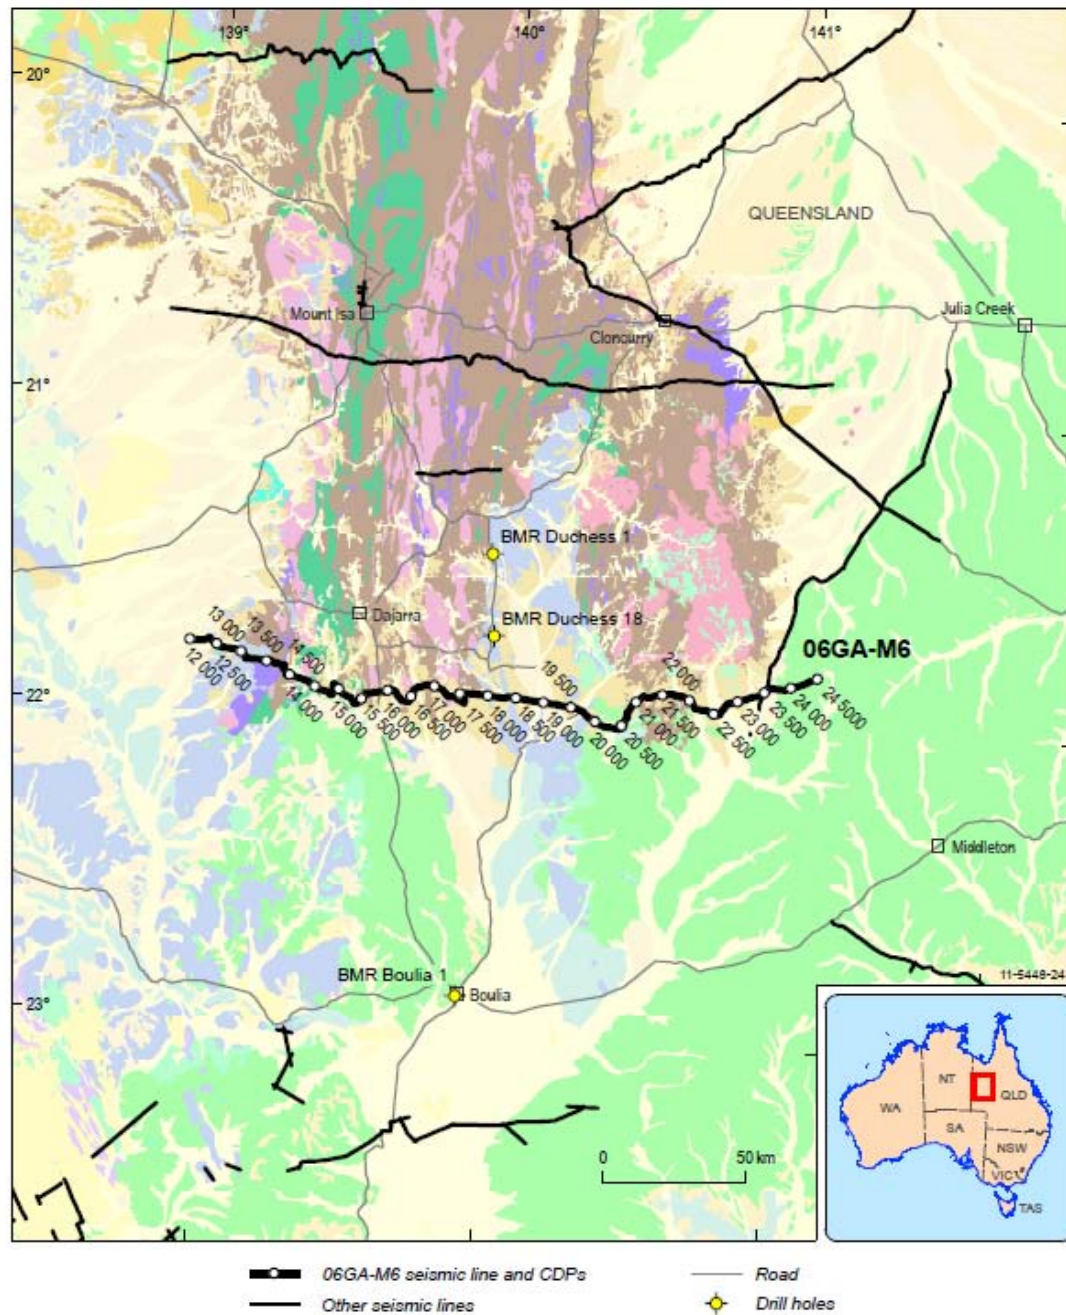 139°
140°
141°
20°
QUEENSLAND
Mount Isa
Cloncurry
Julia Creek
21°
BMR Duchess 1
BMR Duchess 18
Dajarra
06GA-M6
12 000
12 500
13 000
13 500
14 000
14 500
15 000
15 500
16 000
16 500
17 000
17 500
18 000
18 500
19 000
19 500
20 000
20 500
21 000
21 500
22 000
22 500
23 000
23 500
24 000
24 5000
22°
Middleton
BMR Boulia 1
Boulia
23°
11-5448-24
0 50 km
NT
QLD
WA
SA
NSW
VIC
TAS
06GA-M6 seismic line and CDPs
Road
Other seismic lines
Drill holes